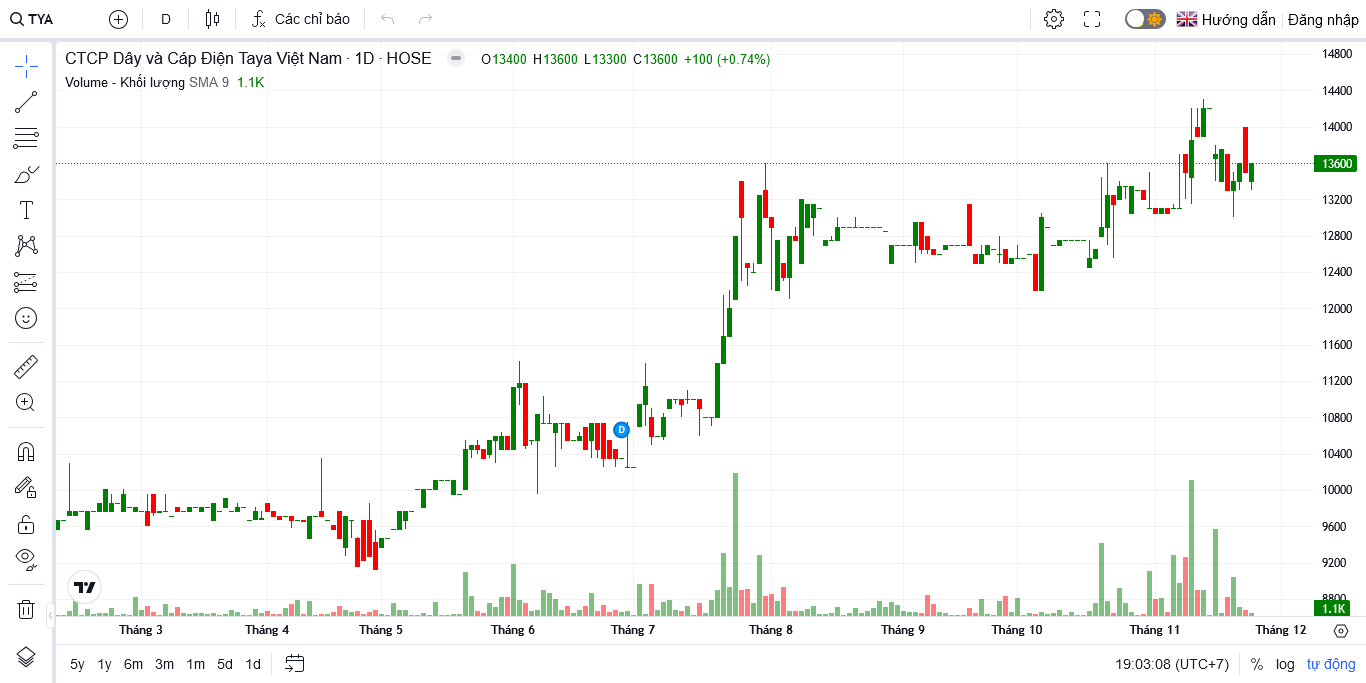 TYA D Các chỉ báo Hướng dẫn Đăng nhập
CTCP Dây và Cáp Điện Taya Việt Nam · 1D · HOSE O13400 H13600 L13300 C13600 +100 (+0.74%)
Volume - Khối lượng SMA 9 1.1K
14800
14400
14000
13600
13200
12800
12400
12000
11600
11200
10800
D
10400
10000
9600
9200
8800
1.1K
Tháng 3 Tháng 4 Tháng 5 Tháng 6 Tháng 7 Tháng 8 Tháng 9 Tháng 10 Tháng 11 Tháng 12
5y 1y 6m 3m 1m 5d 1d 19:03:08 (UTC+7) % log tự động